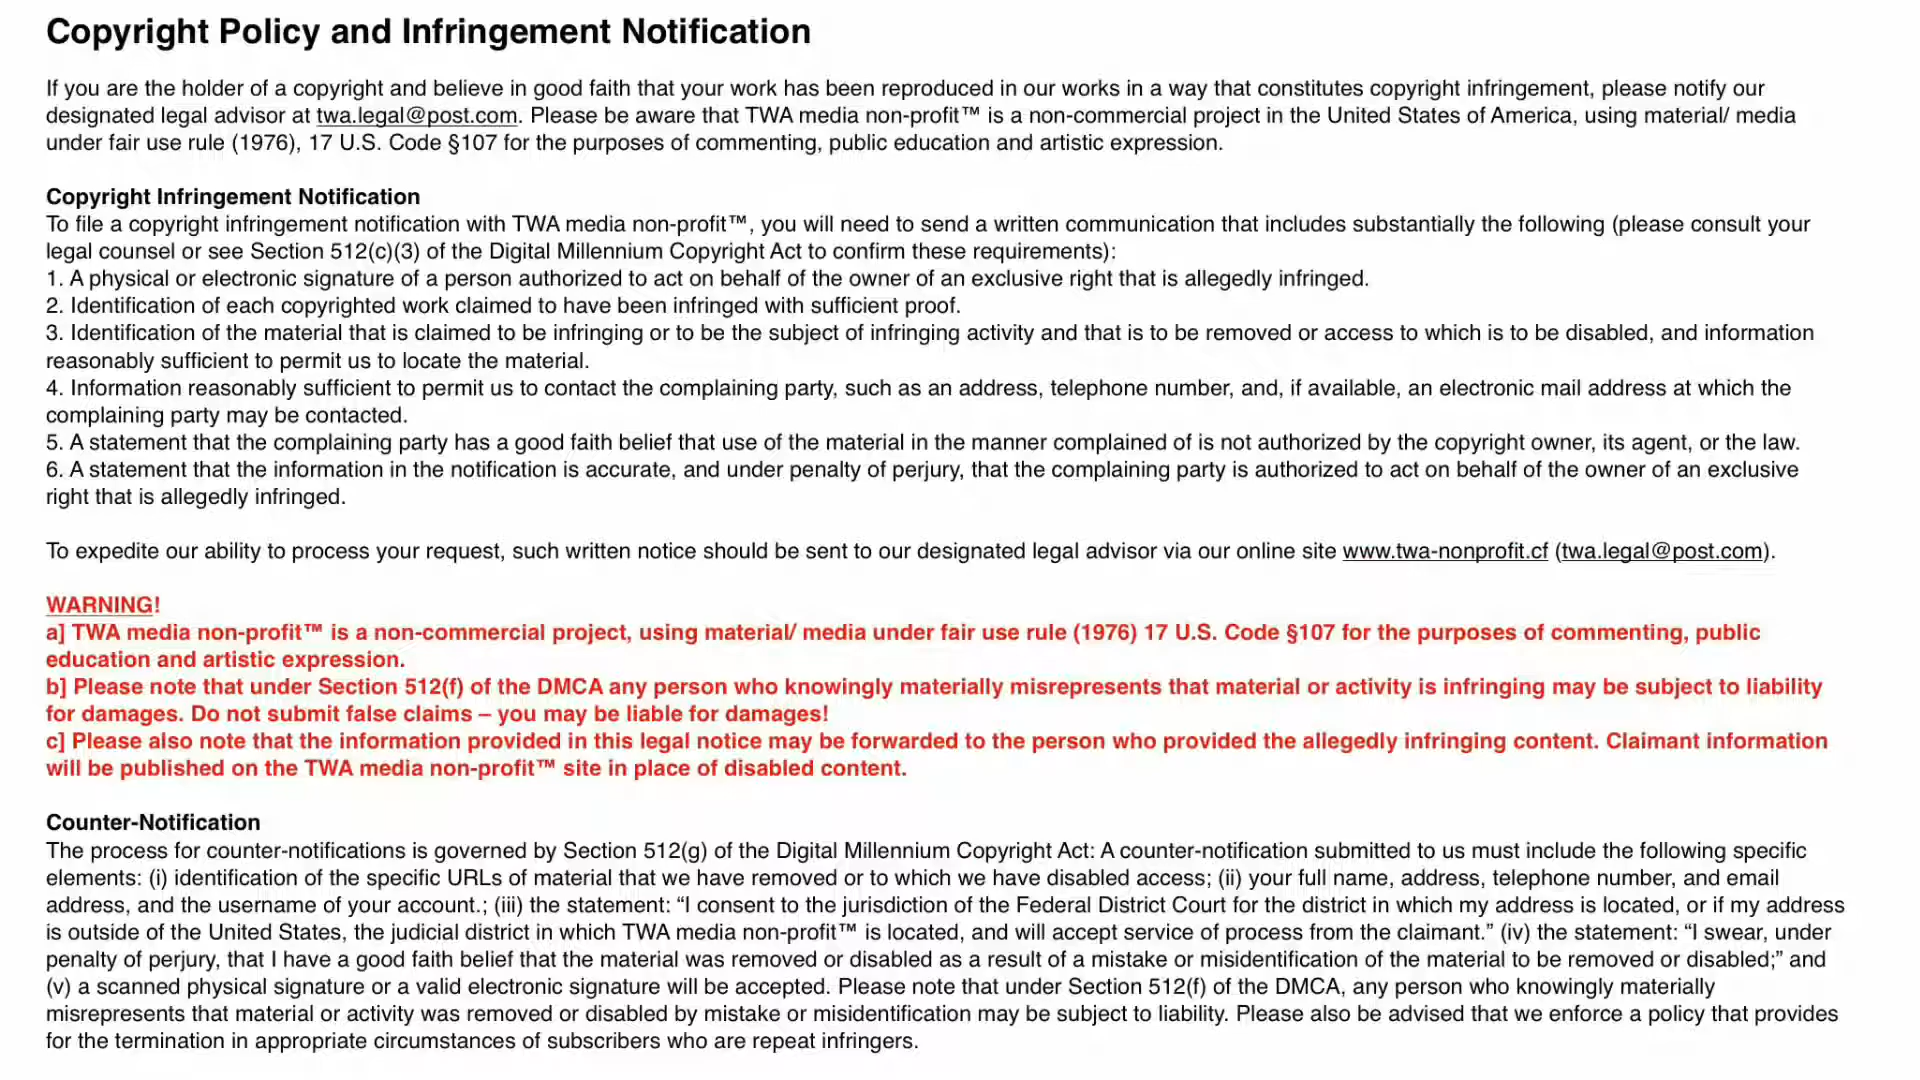 Copyright Policy and Infringement Notification
If you are the holder of a copyright and believe in good faith that your work has been reproduced in our works in a way that constitutes copyright infringement, please notify our
designated legal advisor at twa.legal@post.com. Please be aware that TWA media non-profit™ is a non-commercial project in the United States of America, using material/ media
under fair use rule (1976), 17 U.S. Code §107 for the purposes of commenting, public education and artistic expression.
Copyright Infringement Notification
To file a copyright infringement notification with TWA media non-profit™, you will need to send a written communication that includes substantially the following (please consult your
legal counsel or see Section 512(c)(3) of the Digital Millennium Copyright Act to confirm these requirements):
1. A physical or electronic signature of a person authorized to act on behalf of the owner of an exclusive right that is allegedly infringed.
2. Identification of each copyrighted work claimed to have been infringed with sufficient proof.
3. Identification of the material that is claimed to be infringing or to be the subject of infringing activity and that is to be removed or access to which is to be disabled, and information
reasonably sufficient to permit us to locate the material.
4. Information reasonably sufficient to permit us to contact the complaining party, such as an address, telephone number, and, if available, an electronic mail address at which the
complaining party may be contacted.
5. A statement that the complaining party has a good faith belief that use of the material in the manner complained of is not authorized by the copyright owner, its agent, or the law.
6. A statement that the information in the notification is accurate, and under penalty of perjury, that the complaining party is authorized to act on behalf of the owner of an exclusive
right that is allegedly infringed.
To expedite our ability to process your request, such written notice should be sent to our designated legal advisor via our online site www.twa-nonprofit.cf (twa.legal@post.com).
WARNING!
a] TWA media non-profit™ is a non-commercial project, using material/ media under fair use rule (1976) 17 U.S. Code §107 for the purposes of commenting, public
education and artistic expression.
b] Please note that under Section 512(f) of the DMCA any person who knowingly materially misrepresents that material or activity is infringing may be subject to liability
for damages. Do not submit false claims – you may be liable for damages!
c] Please also note that the information provided in this legal notice may be forwarded to the person who provided the allegedly infringing content. Claimant information
will be published on the TWA media non-profit™ site in place of disabled content.
Counter-Notification
The process for counter-notifications is governed by Section 512(g) of the Digital Millennium Copyright Act: A counter-notification submitted to us must include the following specific
elements: (i) identification of the specific URLs of material that we have removed or to which we have disabled access; (ii) your full name, address, telephone number, and email
address, and the username of your account.; (iii) the statement: “I consent to the jurisdiction of the Federal District Court for the district in which my address is located, or if my address
is outside of the United States, the judicial district in which TWA media non-profit™ is located, and will accept service of process from the claimant.” (iv) the statement: “I swear, under
penalty of perjury, that I have a good faith belief that the material was removed or disabled as a result of a mistake or misidentification of the material to be removed or disabled;” and
(v) a scanned physical signature or a valid electronic signature will be accepted. Please note that under Section 512(f) of the DMCA, any person who knowingly materially
misrepresents that material or activity was removed or disabled by mistake or misidentification may be subject to liability. Please also be advised that we enforce a policy that provides
for the termination in appropriate circumstances of subscribers who are repeat infringers.